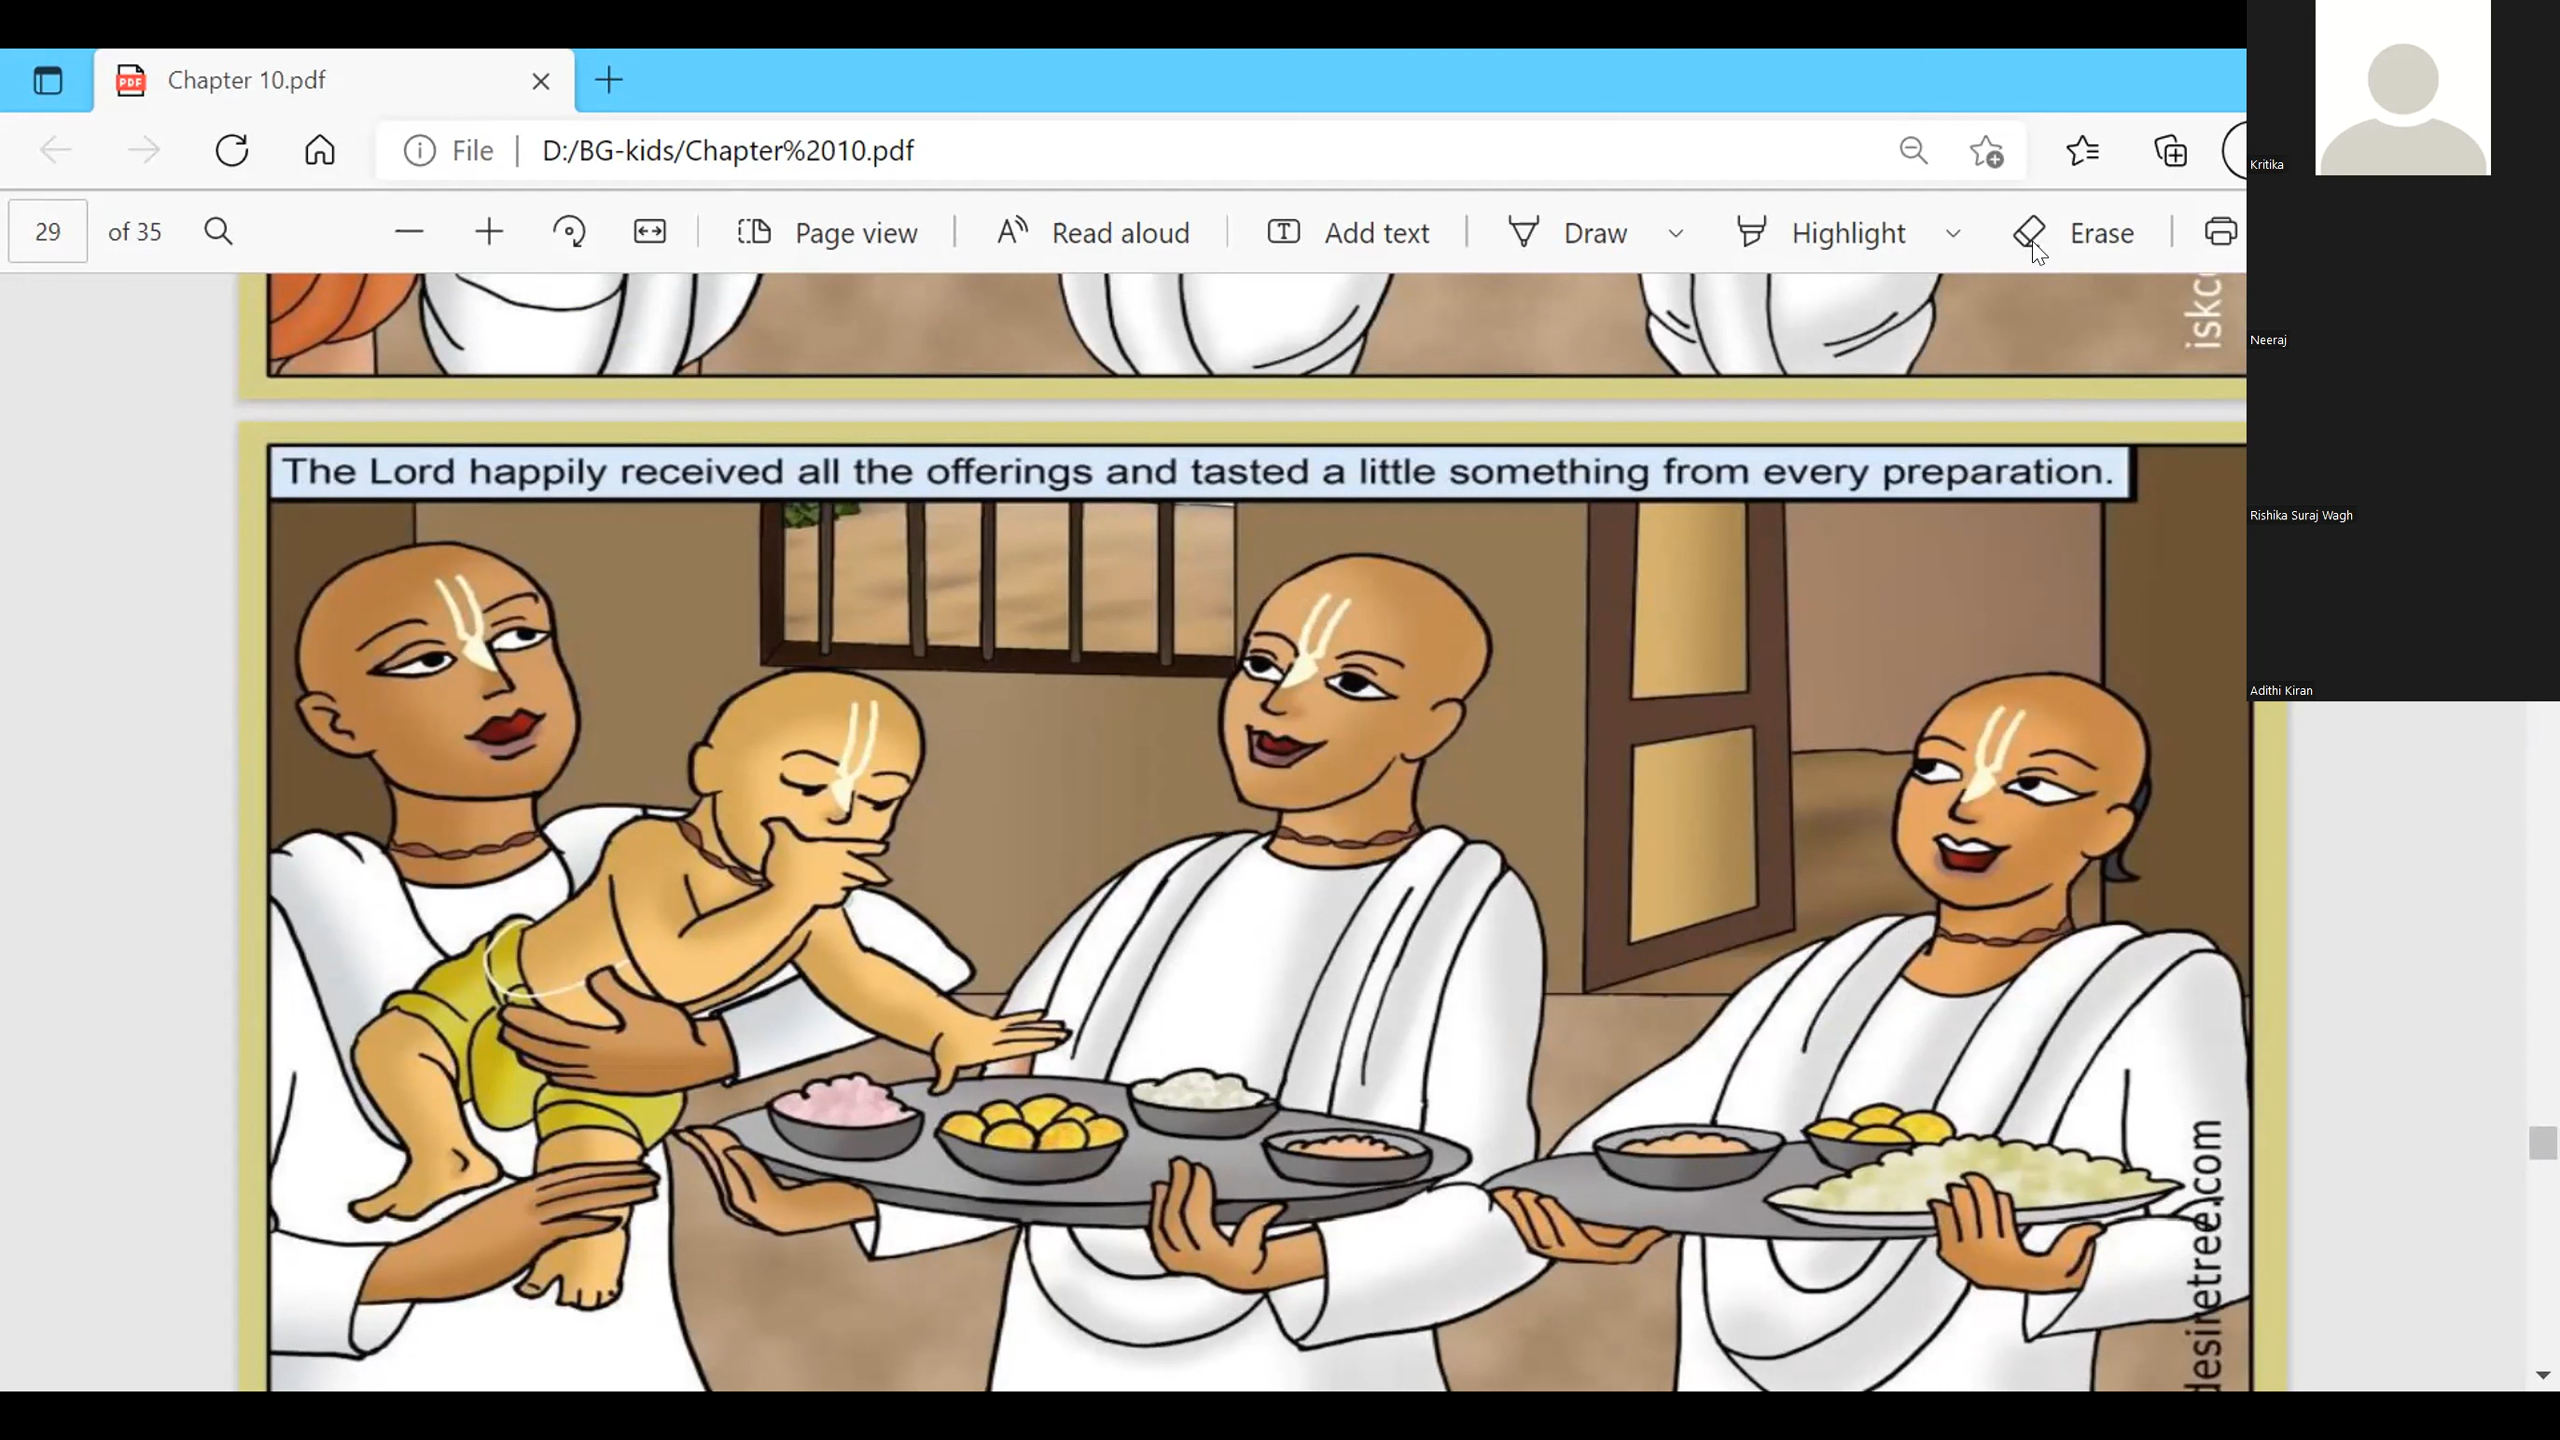 Chapter 10.pdf
File
D:/BG-kids/Chapter%2010.pdf
29 of 35
Page view
Read aloud
Add text
Draw
Highlight
Erase
Kritika
Neeraj
Rishika Suraj Wagh
Adithi Kiran
iskc
The Lord happily received all the offerings and tasted a little something from every preparation.
desiretree.com